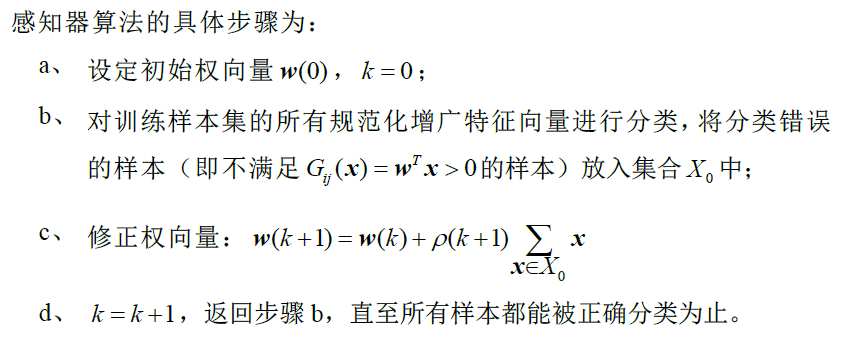 感知器算法的具体步骤为：
a、 设定初始权向量 w(0)，k=0；
b、 对训练样本集的所有规范化增广特征向量进行分类，将分类错误
的样本（即不满足 G_{ij}(x)=w^T x>0 的样本）放入集合 X_0 中；
c、 修正权向量：w(k+1)=w(k)+ρ(k+1) ∑_{x∈X_0} x
d、 k=k+1，返回步骤 b，直至所有样本都能被正确分类为止。